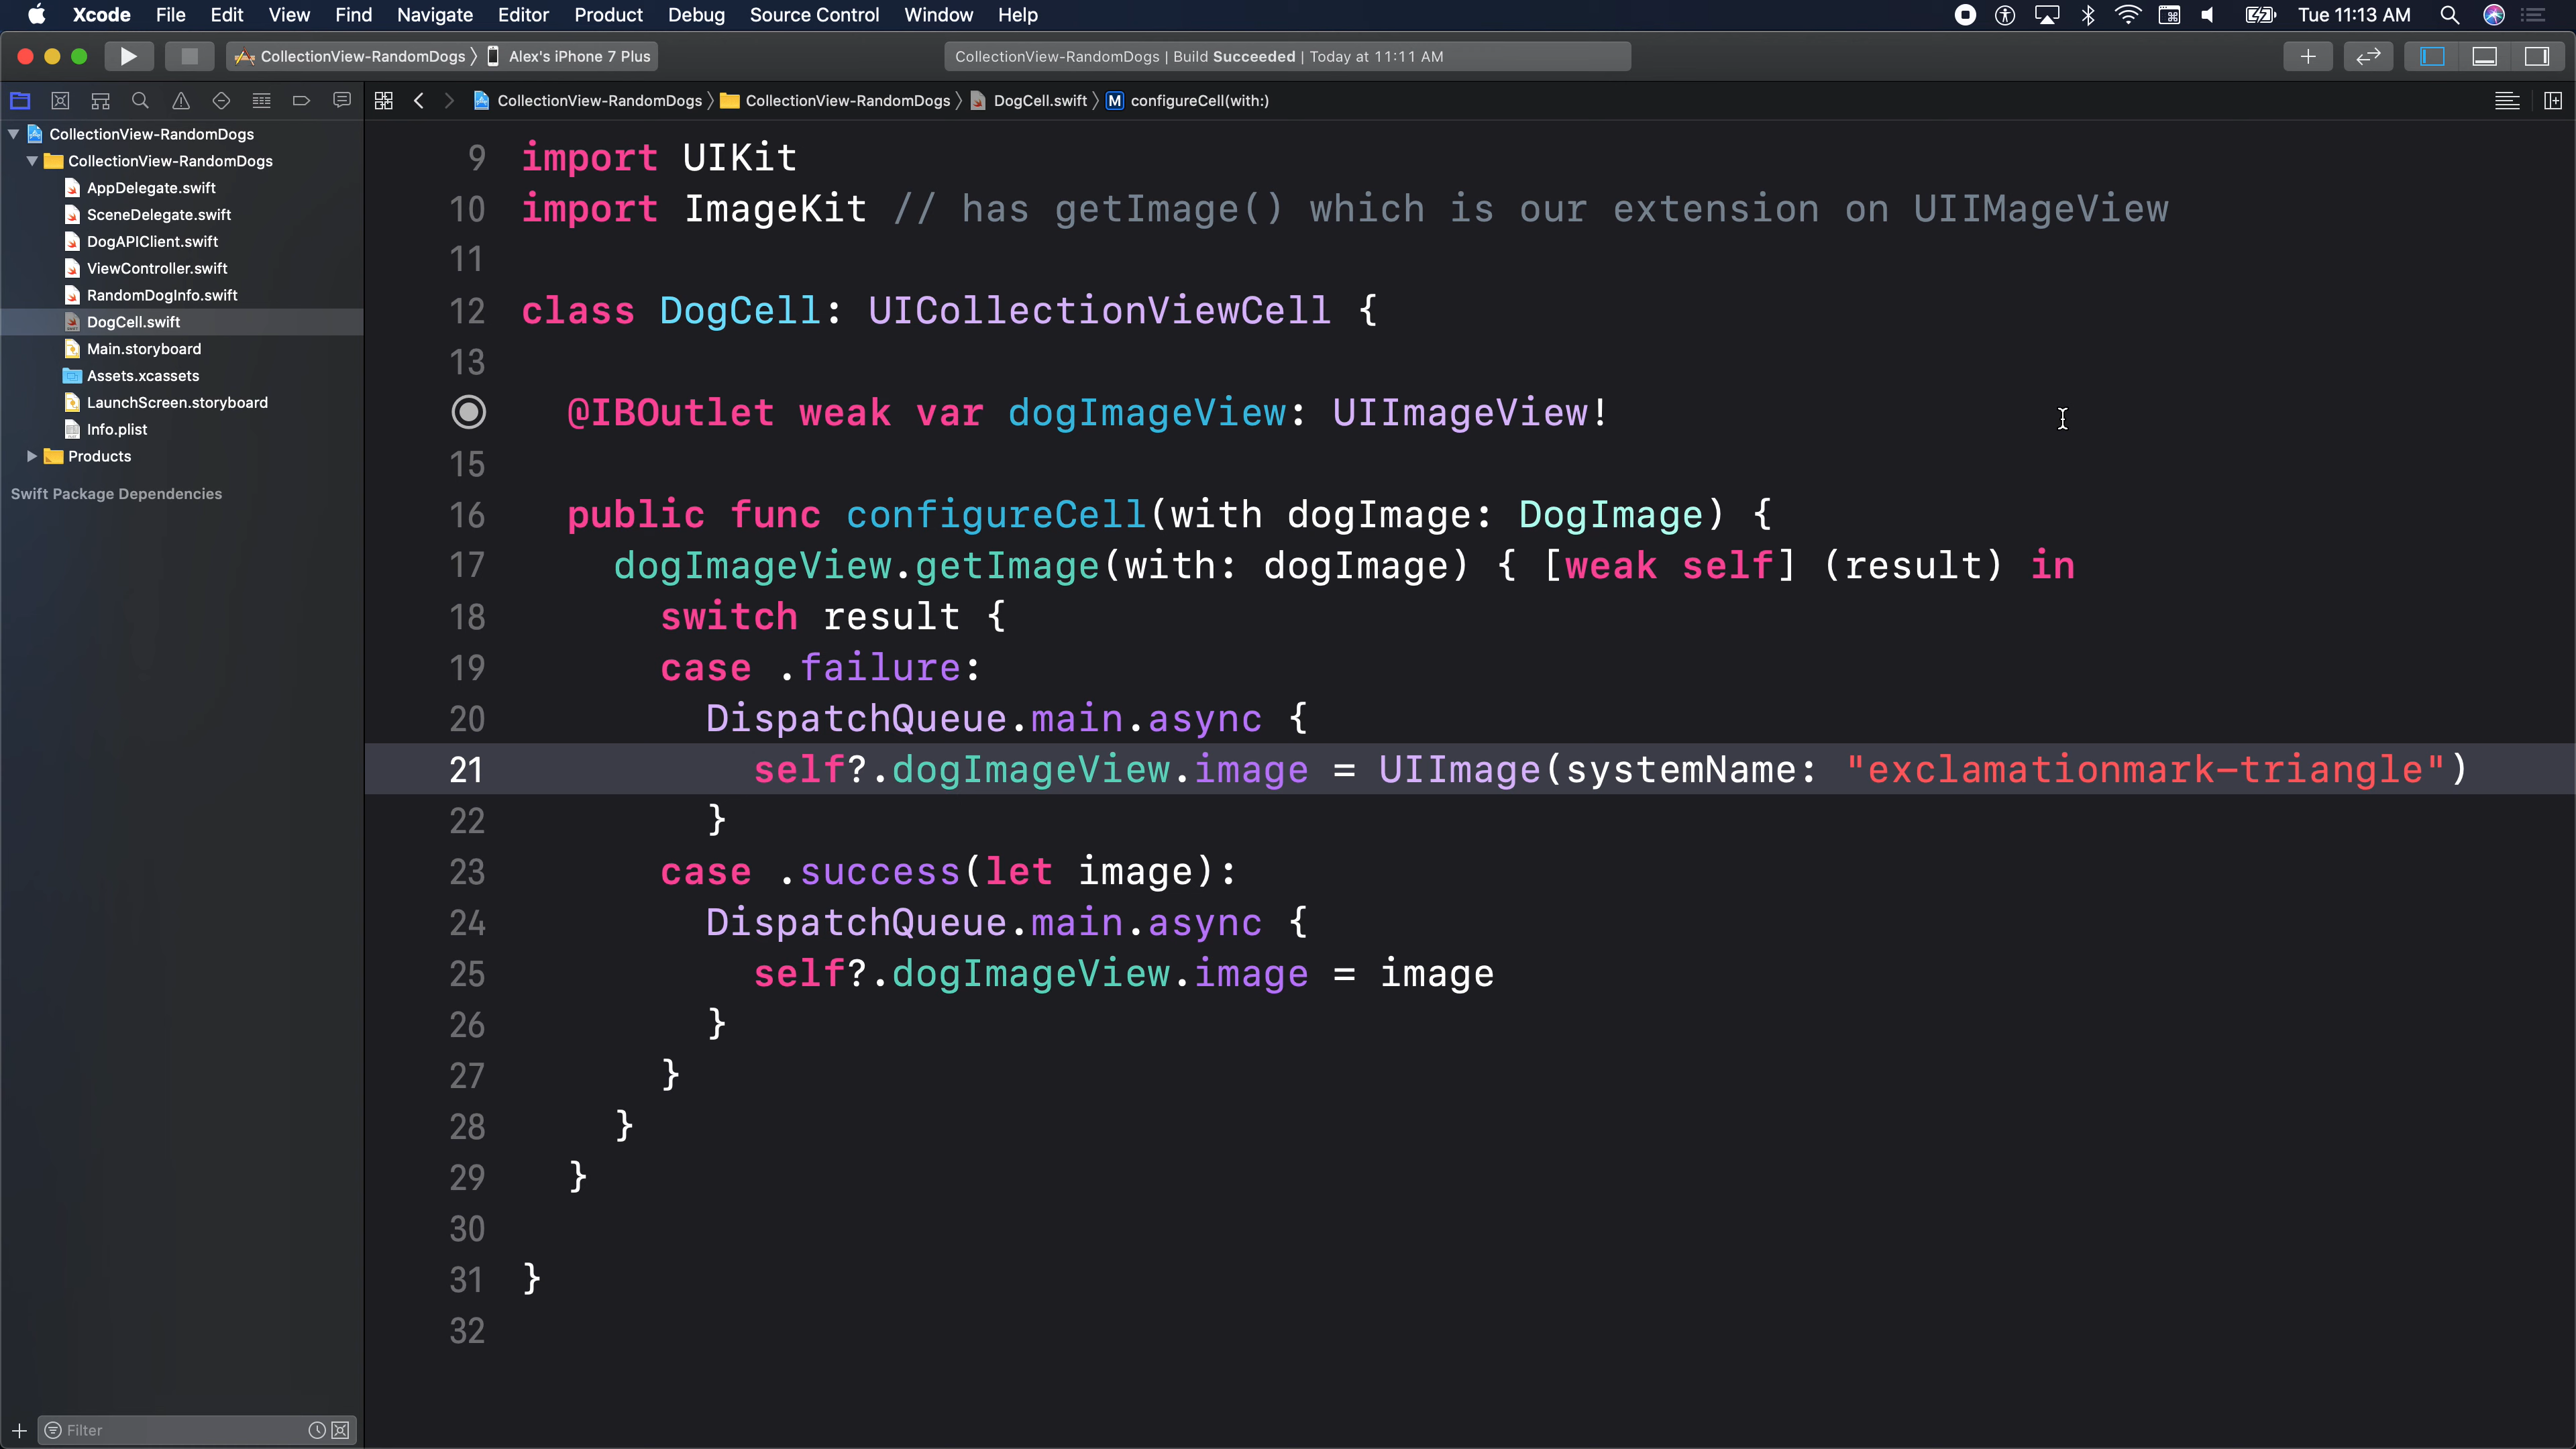 Xcode File Edit View Find Navigate Editor Product Debug Source Control Window Help Tue 11:13 AM
CollectionView-RandomDogs Alex's iPhone 7 Plus CollectionView-RandomDogs | Build Succeeded | Today at 11:11 AM
CollectionView-RandomDogs CollectionView-RandomDogs DogCell.swift M configureCell(with:)
CollectionView-RandomDogs
CollectionView-RandomDogs
AppDelegate.swift
SceneDelegate.swift
DogAPIClient.swift
ViewController.swift
RandomDogInfo.swift
DogCell.swift
Main.storyboard
Assets.xcassets
LaunchScreen.storyboard
Info.plist
Products
Swift Package Dependencies
Filter
9 import UIKit
10 import ImageKit // has getImage() which is our extension on UIIMageView
11
12 class DogCell: UICollectionViewCell {
13
@IBOutlet weak var dogImageView: UIImageView!
15
16 public func configureCell(with dogImage: DogImage) {
17 dogImageView.getImage(with: dogImage) { [weak self] (result) in
18 switch result {
19 case .failure:
20 DispatchQueue.main.async {
21 self?.dogImageView.image = UIImage(systemName: "exclamationmark-triangle")
22 }
23 case .success(let image):
24 DispatchQueue.main.async {
25 self?.dogImageView.image = image
26 }
27 }
28 }
29 }
30
31 }
32